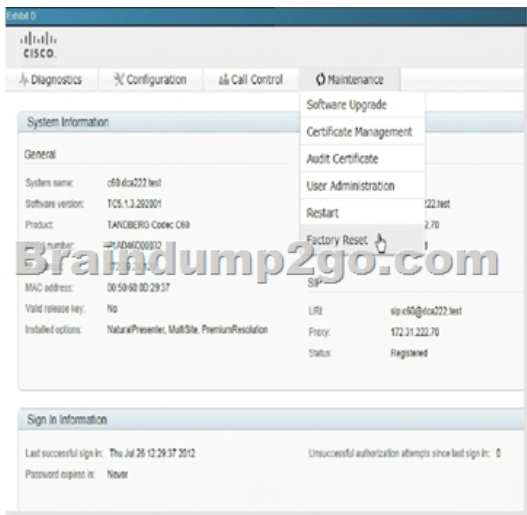 Exhibit D
CISCO.
Diagnostics Configuration Call Control Maintenance
Software Upgrade
Certificate Management
Audit Certificate
User Administration
Restart
Factory Reset
System Information
General
System name: c60.dca222.test
Software version: TC5.1.3.292001
Product: TANDBERG Codec C60
number:
MAC address: 00:50:60:0D:29:37
Valid release key: No
Installed options: NaturalPresenter, MultiSite, PremiumResolution
222.test
2.70
Braindump2go.com
SIP
URI: sip:c60@dca222.test
Proxy: 172.31.222.70
Status: Registered
Sign In Information
Last successful sign in: Thu Jul 26 12:29:37 2012
Password expires in: Never
Unsuccessful authorization attempts since last sign in: 0